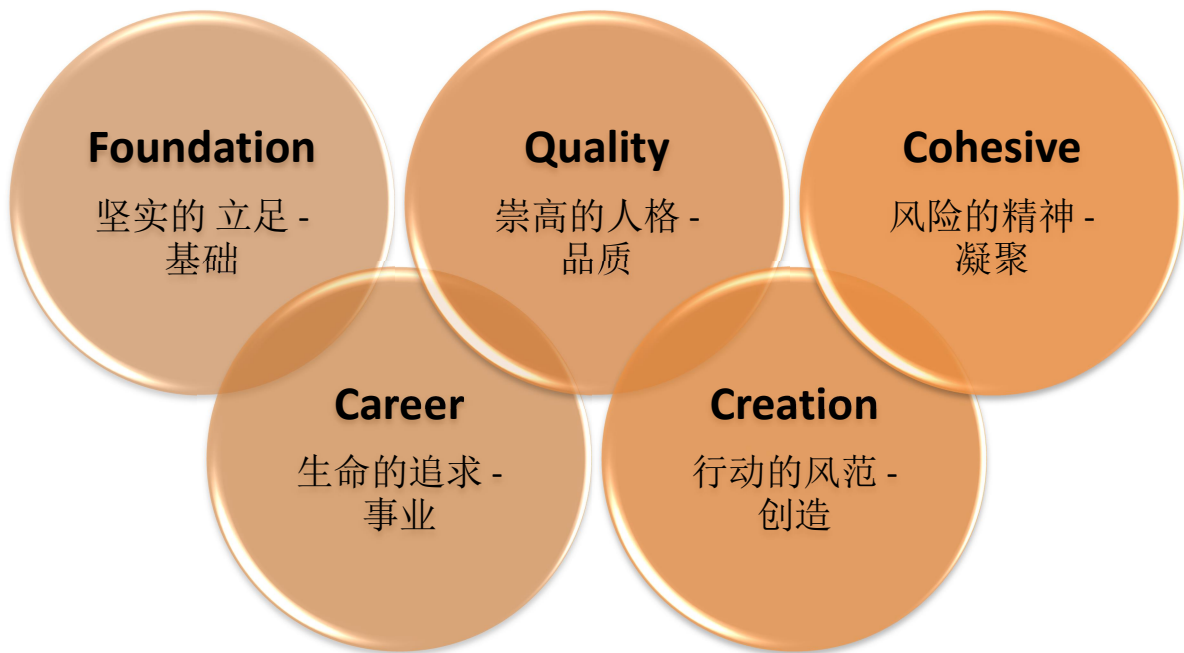 Foundation
坚实的 立足 -
基础
Quality
崇高的人格 -
品质
Cohesive
风险的精神 -
凝聚
Career
生命的追求 -
事业
Creation
行动的风范 -
创造